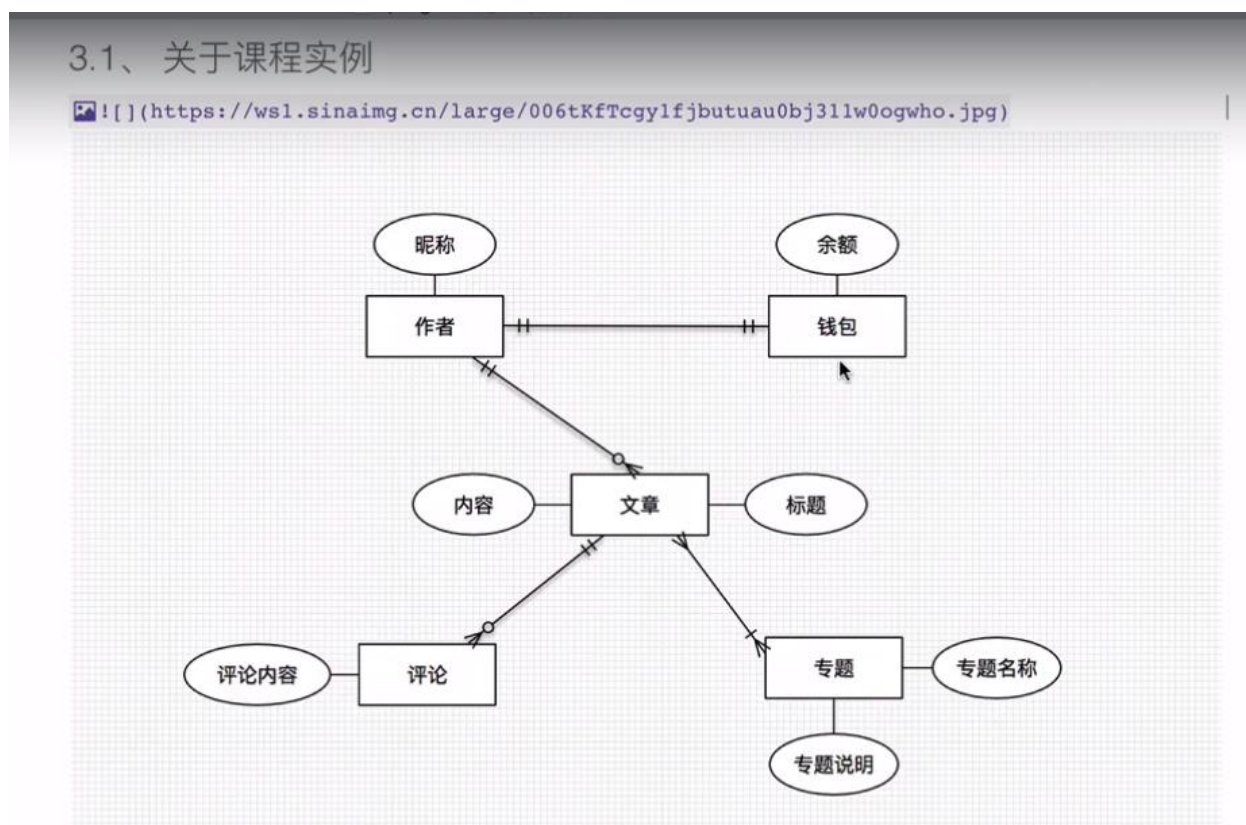 3.1、 关于课程实例
![](https://ws1.sinaimg.cn/large/006tKfTcgy1fjbutuau0bj311w0ogwho.jpg)
昵称
余额
作者
钱包
内容
文章
标题
评论内容
评论
专题
专题名称
专题说明